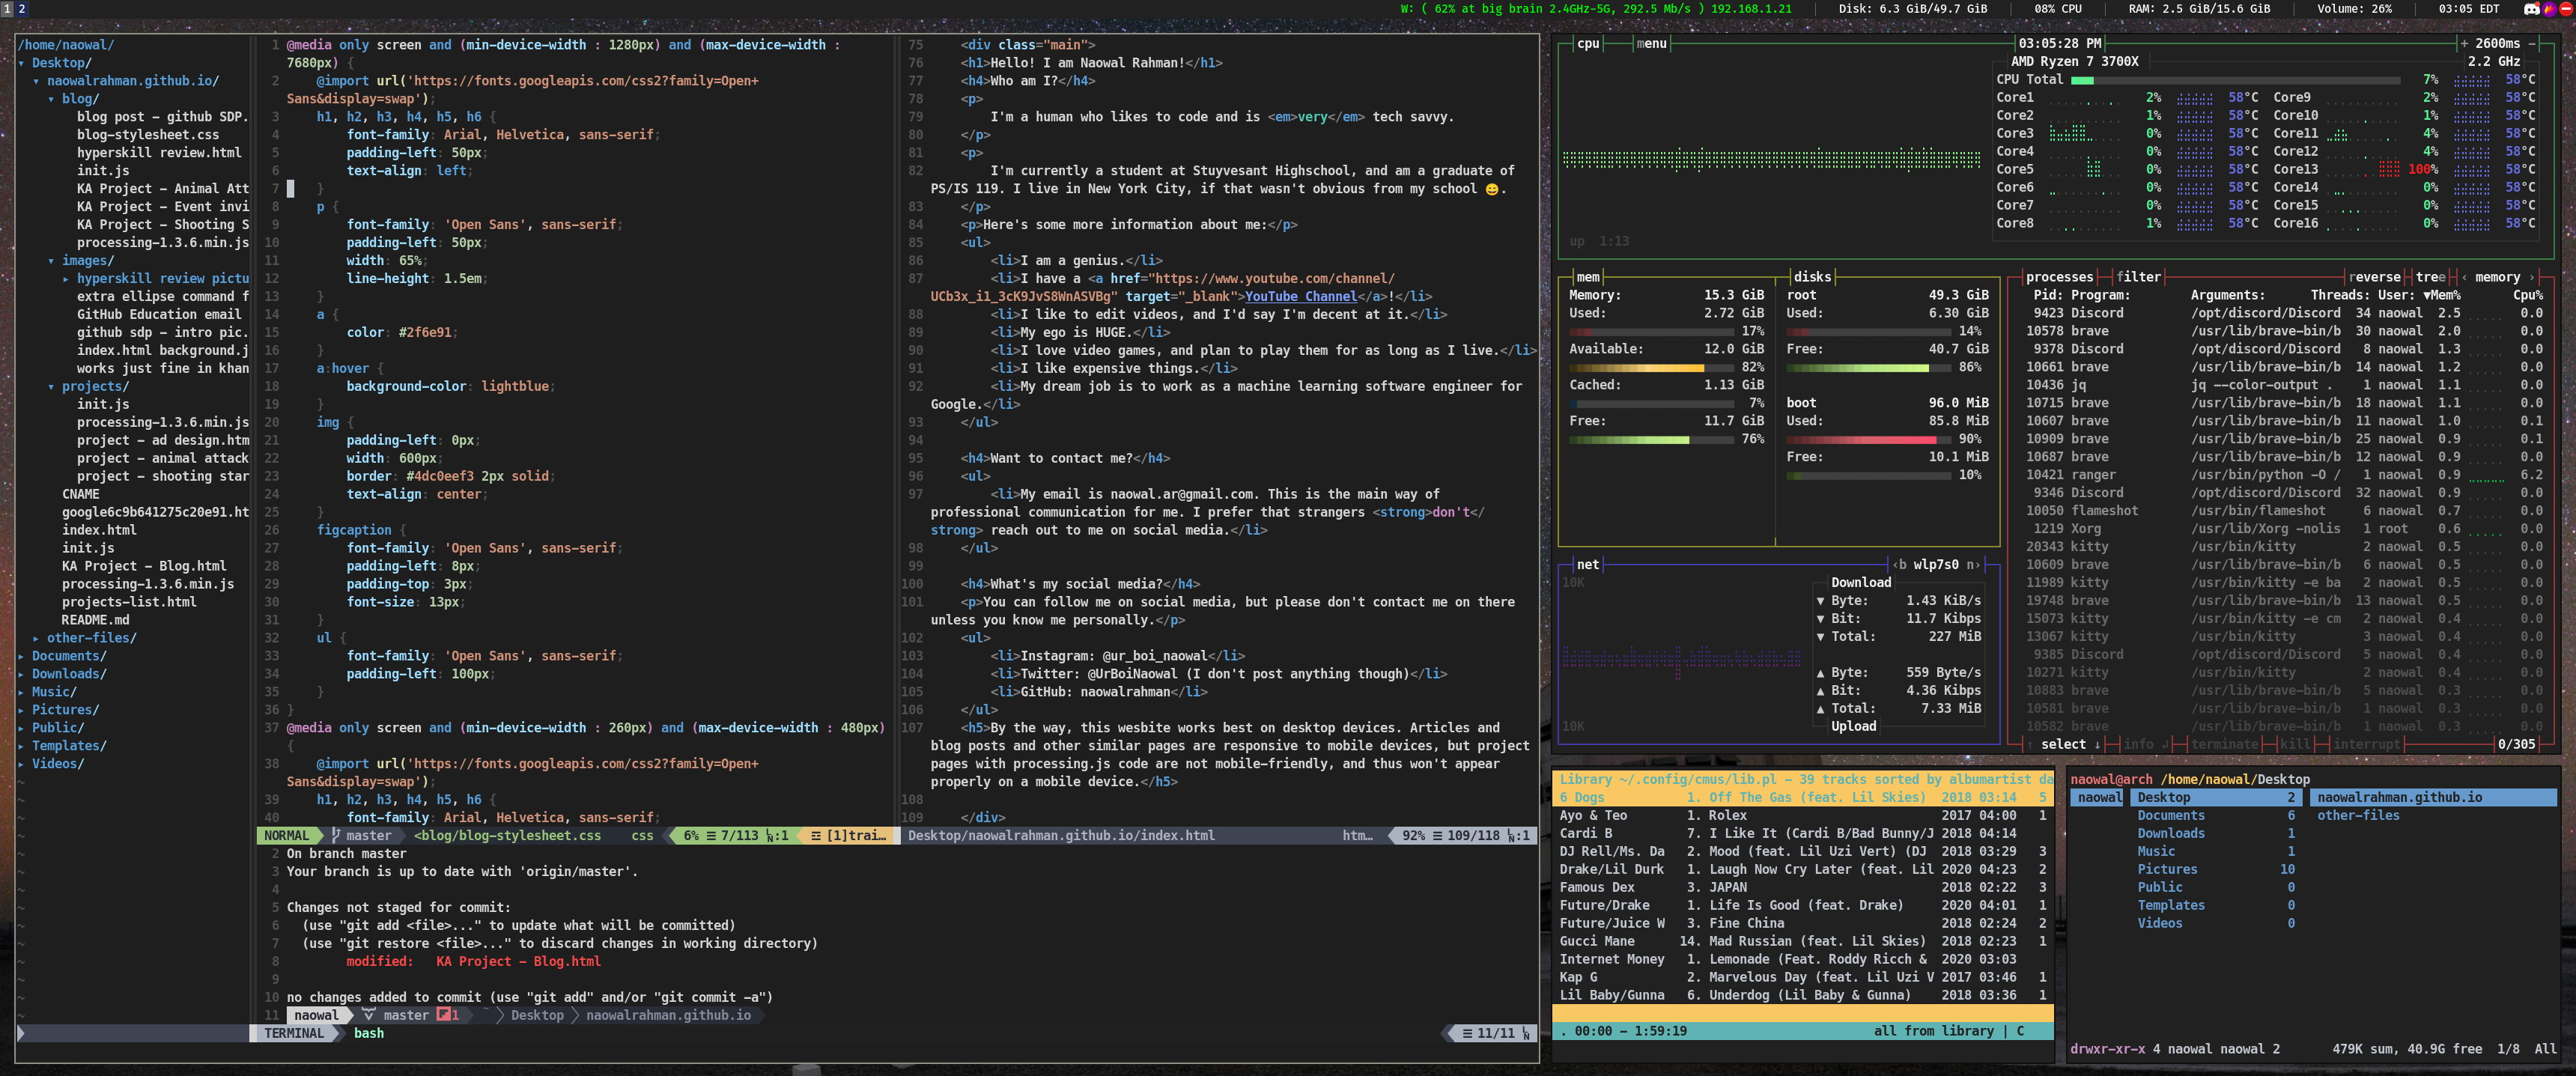 1 2
W: ( 62% at big brain 2.4GHz-5G, 292.5 Mb/s ) 192.168.1.21 Disk: 6.3 GiB/49.7 GiB 08% CPU RAM: 2.5 GiB/15.6 GiB Volume: 26% 03:05 EDT
/home/naowal/
▾ Desktop/
▾ naowalrahman.github.io/
▾ blog/
blog post - github SDP.
blog-stylesheet.css
hyperskill review.html
init.js
KA Project - Animal Att
KA Project - Event invi
KA Project - Shooting S
processing-1.3.6.min.js
▾ images/
▸ hyperskill review pictu
extra ellipse command f
GitHub Education email
github sdp - intro pic.
index.html background.j
works just fine in khan
▾ projects/
init.js
processing-1.3.6.min.js
project - ad design.htm
project - animal attack
project - shooting star
CNAME
google6c9b641275c20e91.ht
index.html
init.js
KA Project - Blog.html
processing-1.3.6.min.js
projects-list.html
README.md
▸ other-files/
▸ Documents/
▸ Downloads/
▸ Music/
▸ Pictures/
▸ Public/
▸ Templates/
▸ Videos/
1 @media only screen and (min-device-width : 1280px) and (max-device-width :
7680px) {
2 @import url('https://fonts.googleapis.com/css2?family=Open+
Sans&display=swap');
3 h1, h2, h3, h4, h5, h6 {
4 font-family: Arial, Helvetica, sans-serif;
5 padding-left: 50px;
6 text-align: left;
7 }
8 p {
9 font-family: 'Open Sans', sans-serif;
10 padding-left: 50px;
11 width: 65%;
12 line-height: 1.5em;
13 }
14 a {
15 color: #2f6e91;
16 }
17 a:hover {
18 background-color: lightblue;
19 }
20 img {
21 padding-left: 0px;
22 width: 600px;
23 border: #4dc0eef3 2px solid;
24 text-align: center;
25 }
26 figcaption {
27 font-family: 'Open Sans', sans-serif;
28 padding-left: 8px;
29 padding-top: 3px;
30 font-size: 13px;
31 }
32 ul {
33 font-family: 'Open Sans', sans-serif;
34 padding-left: 100px;
35 }
36 }
37 @media only screen and (min-device-width : 260px) and (max-device-width : 480px)
{
38 @import url('https://fonts.googleapis.com/css2?family=Open+
Sans&display=swap');
39 h1, h2, h3, h4, h5, h6 {
40 font-family: Arial, Helvetica, sans-serif;
NORMAL master <blog/blog-stylesheet.css css 6% ☰ 7/113 :1 [1]trai…
75 <div class="main">
76 <h1>Hello! I am Naowal Rahman!</h1>
77 <h4>Who am I?</h4>
78 <p>
79 I'm a human who likes to code and is <em>very</em> tech savvy.
80 </p>
81 <p>
82 I'm currently a student at Stuyvesant Highschool, and am a graduate of
PS/IS 119. I live in New York City, if that wasn't obvious from my school 😄.
83 </p>
84 <p>Here's some more information about me:</p>
85 <ul>
86 <li>I am a genius.</li>
87 <li>I have a <a href="https://www.youtube.com/channel/
UCb3x_i1_3cK9JvS8WnASVBg" target="_blank">YouTube Channel</a>!</li>
88 <li>I like to edit videos, and I'd say I'm decent at it.</li>
89 <li>My ego is HUGE.</li>
90 <li>I love video games, and plan to play them for as long as I live.</li>
91 <li>I like expensive things.</li>
92 <li>My dream job is to work as a machine learning software engineer for
Google.</li>
93 </ul>
94
95 <h4>Want to contact me?</h4>
96 <ul>
97 <li>My email is naowal.ar@gmail.com. This is the main way of
professional communication for me. I prefer that strangers <strong>don't</
strong> reach out to me on social media.</li>
98 </ul>
99
100 <h4>What's my social media?</h4>
101 <p>You can follow me on social media, but please don't contact me on there
unless you know me personally.</p>
102 <ul>
103 <li>Instagram: @ur_boi_naowal</li>
104 <li>Twitter: @UrBoiNaowal (I don't post anything though)</li>
105 <li>GitHub: naowalrahman</li>
106 </ul>
107 <h5>By the way, this wesbite works best on desktop devices. Articles and
blog posts and other similar pages are responsive to mobile devices, but project
pages with processing.js code are not mobile-friendly, and thus won't appear
properly on a mobile device.</h5>
108
109 </div>
Desktop/naowalrahman.github.io/index.html htm… 92% ☰ 109/118 :1
2 On branch master
3 Your branch is up to date with 'origin/master'.
4
5 Changes not staged for commit:
6 (use "git add <file>..." to update what will be committed)
7 (use "git restore <file>..." to discard changes in working directory)
8 modified: KA Project - Blog.html
9
10 no changes added to commit (use "git add" and/or "git commit -a")
11 naowal master 1 ~ Desktop naowalrahman.github.io
TERMINAL bash ☰ 11/11
cpu menu 03:05:28 PM + 2600ms -
AMD Ryzen 7 3700X 2.2 GHz
CPU Total 7% 58°C
Core1 2% 58°C Core9 2% 58°C
Core2 1% 58°C Core10 1% 58°C
Core3 0% 58°C Core11 4% 58°C
Core4 0% 58°C Core12 4% 58°C
Core5 0% 58°C Core13 100% 58°C
Core6 0% 58°C Core14 0% 58°C
Core7 0% 58°C Core15 0% 58°C
Core8 1% 58°C Core16 0% 58°C
up 1:13
mem disks
Memory: 15.3 GiB root 49.3 GiB
Used: 2.72 GiB Used: 6.30 GiB
17% 14%
Available: 12.0 GiB Free: 40.7 GiB
82% 86%
Cached: 1.13 GiB
7% boot 96.0 MiB
Free: 11.7 GiB Used: 85.8 MiB
76% 90%
Free: 10.1 MiB
10%
net ‹b wlp7s0 n›
10K Download
▼ Byte: 1.43 KiB/s
▼ Bit: 11.7 Kibps
▼ Total: 227 MiB
▲ Byte: 559 Byte/s
▲ Bit: 4.36 Kibps
▲ Total: 7.33 MiB
10K Upload
processes filter reverse tree ‹ memory ›
Pid: Program: Arguments: Threads: User: ▼Mem% Cpu%
9423 Discord /opt/discord/Discord 34 naowal 2.5 0.0
10578 brave /usr/lib/brave-bin/b 30 naowal 2.0 0.0
9378 Discord /opt/discord/Discord 8 naowal 1.3 0.0
10661 brave /usr/lib/brave-bin/b 14 naowal 1.2 0.0
10436 jq jq --color-output . 1 naowal 1.1 0.0
10715 brave /usr/lib/brave-bin/b 18 naowal 1.1 0.0
10607 brave /usr/lib/brave-bin/b 11 naowal 1.0 0.1
10909 brave /usr/lib/brave-bin/b 25 naowal 0.9 0.1
10687 brave /usr/lib/brave-bin/b 12 naowal 0.9 0.0
10421 ranger /usr/bin/python -O / 1 naowal 0.9 6.2
9346 Discord /opt/discord/Discord 32 naowal 0.9 0.0
10050 flameshot /usr/bin/flameshot 6 naowal 0.7 0.0
1219 Xorg /usr/lib/Xorg -nolis 1 root 0.6 0.0
20343 kitty /usr/bin/kitty 2 naowal 0.5 0.0
10609 brave /usr/lib/brave-bin/b 6 naowal 0.5 0.0
11989 kitty /usr/bin/kitty -e ba 2 naowal 0.5 0.0
19748 brave /usr/lib/brave-bin/b 13 naowal 0.5 0.0
15073 kitty /usr/bin/kitty -e cm 2 naowal 0.4 0.0
13067 kitty /usr/bin/kitty 3 naowal 0.4 0.0
9385 Discord /opt/discord/Discord 5 naowal 0.4 0.0
10271 kitty /usr/bin/kitty 2 naowal 0.4 0.0
10883 brave /usr/lib/brave-bin/b 5 naowal 0.3 0.0
10581 brave /usr/lib/brave-bin/b 1 naowal 0.3 0.0
10582 brave /usr/lib/brave-bin/b 1 naowal 0.3 0.0
↑ select ↓ info ↲ terminate kill interrupt 0/305
Library ~/.config/cmus/lib.pl - 39 tracks sorted by albumartist da
6 Dogs 1. Off The Gas (feat. Lil Skies) 2018 03:14 5
Ayo & Teo 1. Rolex 2017 04:00 1
Cardi B 7. I Like It (Cardi B/Bad Bunny/J 2018 04:14
DJ Rell/Ms. Da 2. Mood (feat. Lil Uzi Vert) (DJ 2018 03:29 3
Drake/Lil Durk 1. Laugh Now Cry Later (feat. Lil 2020 04:23 2
Famous Dex 3. JAPAN 2018 02:22 3
Future/Drake 1. Life Is Good (feat. Drake) 2020 04:01 1
Future/Juice W 3. Fine China 2018 02:24 2
Gucci Mane 14. Mad Russian (feat. Lil Skies) 2018 02:23 1
Internet Money 1. Lemonade (Feat. Roddy Ricch & 2020 03:03
Kap G 2. Marvelous Day (feat. Lil Uzi V 2017 03:46 1
Lil Baby/Gunna 6. Underdog (Lil Baby & Gunna) 2018 03:36 1
. 00:00 - 1:59:19 all from library | C
naowal@arch /home/naowal/Desktop
naowal Desktop 2 naowalrahman.github.io
Documents 6 other-files
Downloads 1
Music 1
Pictures 10
Public 0
Templates 0
Videos 0
drwxr-xr-x 4 naowal naowal 2 479K sum, 40.9G free 1/8 All